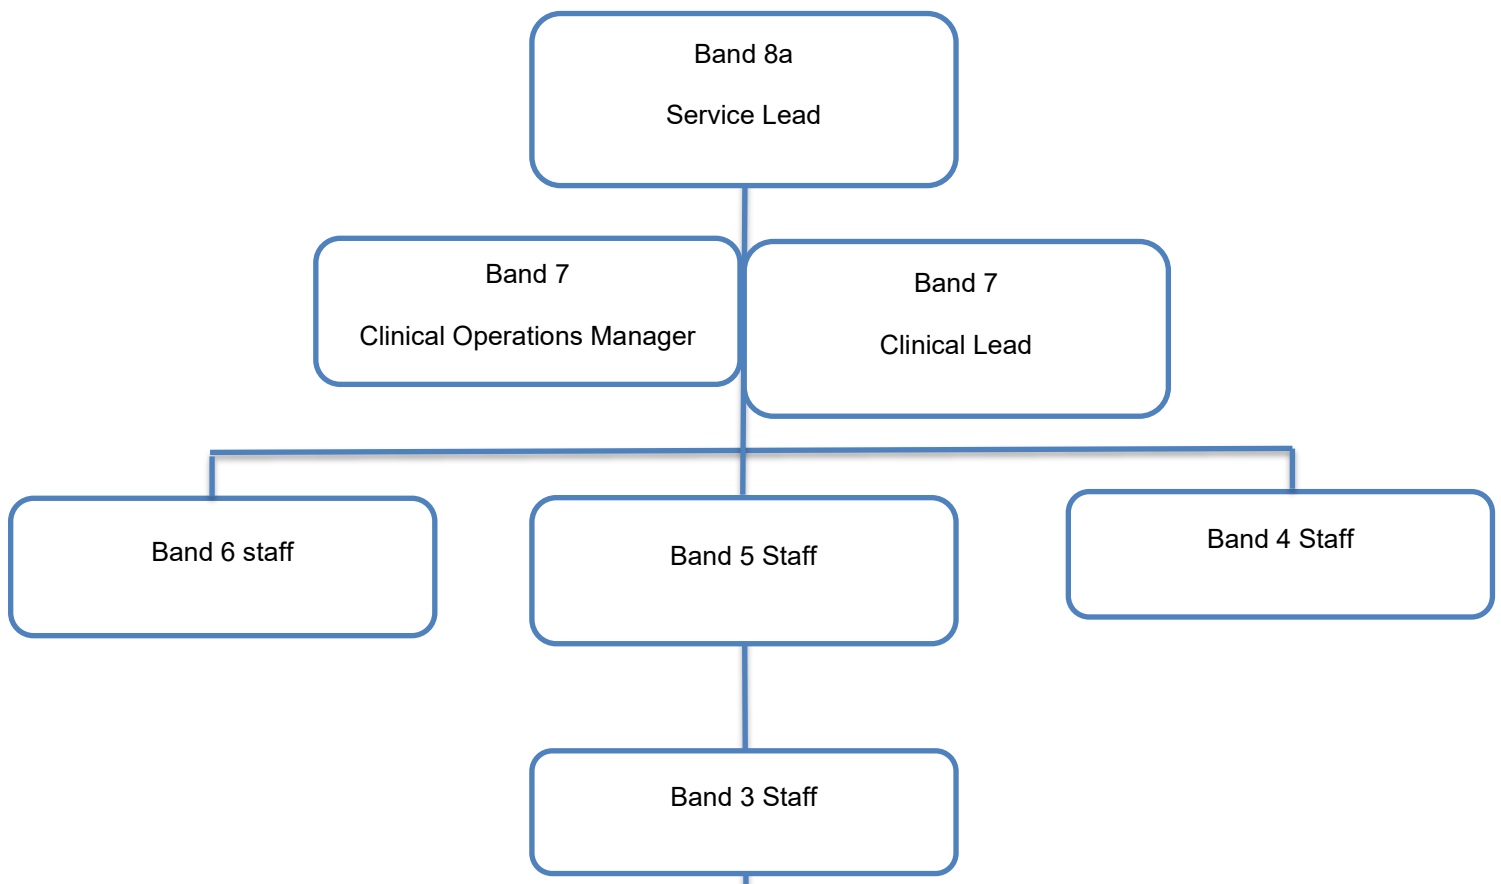 Band 8a
Service Lead
Band 7
Clinical Operations Manager
Band 7
Clinical Lead
Band 6 staff
Band 5 Staff
Band 4 Staff
Band 3 Staff